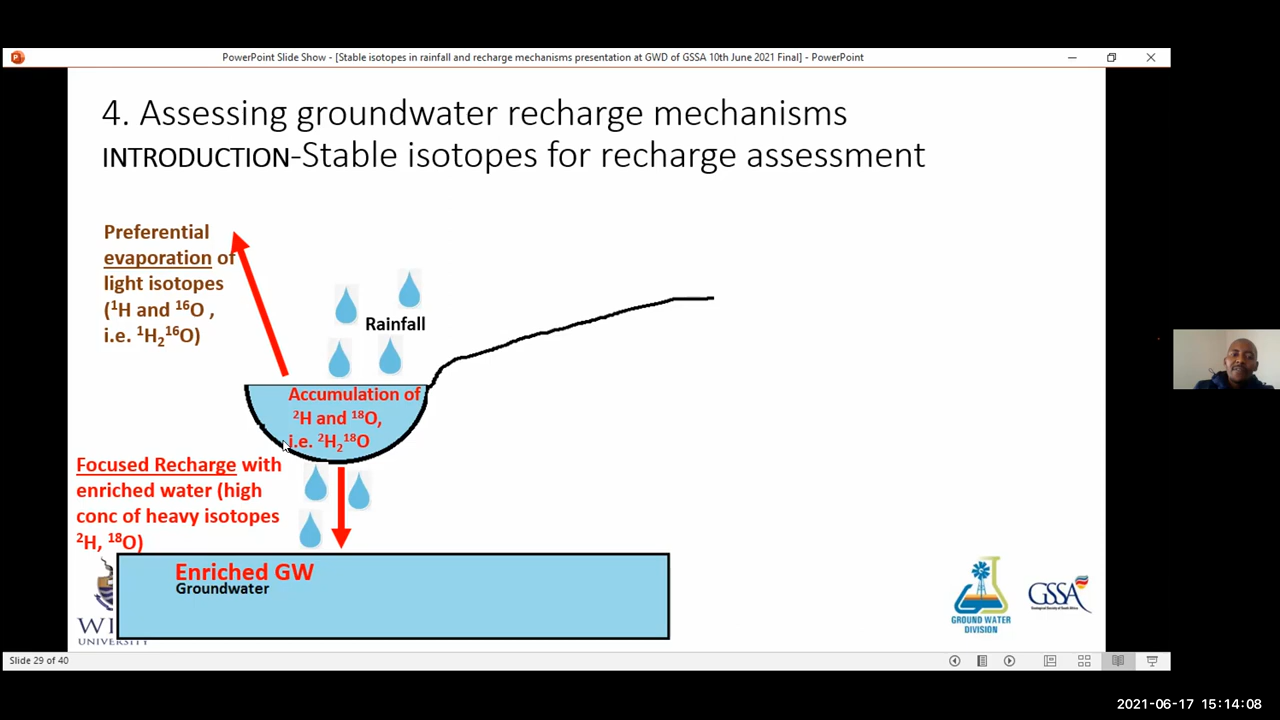 PowerPoint Slide Show - [Stable isotopes in rainfall and recharge mechanisms presentation at GWD of GSSA 10th June 2021 Final] - PowerPoint
4. Assessing groundwater recharge mechanisms
INTRODUCTION-Stable isotopes for recharge assessment
Preferential
evaporation of
light isotopes
(¹H and ¹⁶O ,
i.e. ¹H₂¹⁶O)
Rainfall
Accumulation of
²H and ¹⁸O,
i.e. ²H₂¹⁸O
Focused Recharge with
enriched water (high
conc of heavy isotopes
²H, ¹⁸O)
Enriched GW
Groundwater
WI
UNIVERSITY
GROUND WATER
DIVISION
GSSA
Slide 29 of 40
2021-06-17 15:14:08